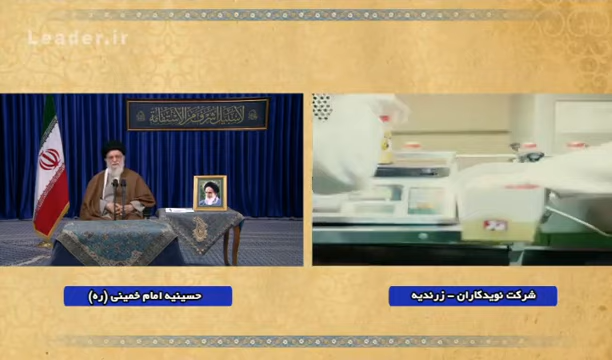 Leader.ir
شرکت نویدکاران - زرندیه
حسینیه امام خمینی (ره)